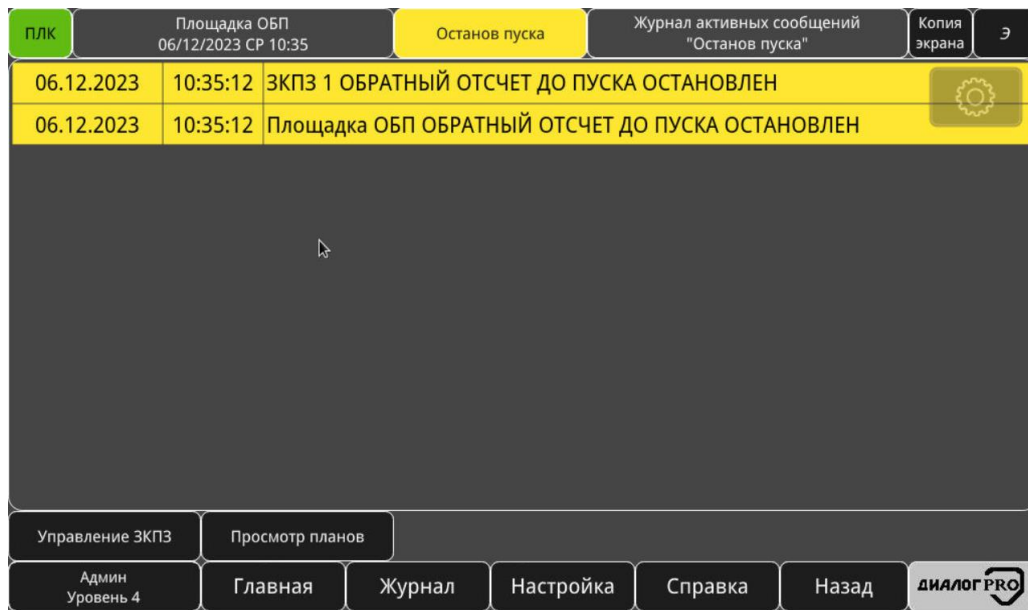 ПЛК
Площадка ОБП
06/12/2023 СР 10:35
Останов пуска
Журнал активных сообщений
"Останов пуска"
Копия
экрана
Э
06.12.2023 10:35:12 ЗКПЗ 1 ОБРАТНЫЙ ОТСЧЕТ ДО ПУСКА ОСТАНОВЛЕН
06.12.2023 10:35:12 Площадка ОБП ОБРАТНЫЙ ОТСЧЕТ ДО ПУСКА ОСТАНОВЛЕН
Управление ЗКПЗ
Просмотр планов
Админ
Уровень 4
Главная
Журнал
Настройка
Справка
Назад
ДИАЛОГ PRO